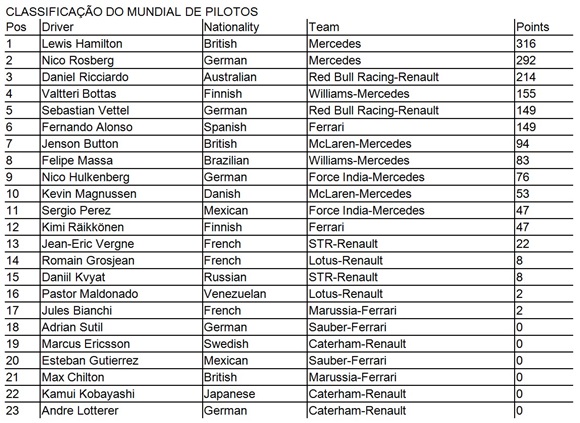 CLASSIFICAÇÃO DO MUNDIAL DE PILOTOS
Pos Driver Nationality Team Points
1 Lewis Hamilton British Mercedes 316
2 Nico Rosberg German Mercedes 292
3 Daniel Ricciardo Australian Red Bull Racing-Renault 214
4 Valtteri Bottas Finnish Williams-Mercedes 155
5 Sebastian Vettel German Red Bull Racing-Renault 149
6 Fernando Alonso Spanish Ferrari 149
7 Jenson Button British McLaren-Mercedes 94
8 Felipe Massa Brazilian Williams-Mercedes 83
9 Nico Hulkenberg German Force India-Mercedes 76
10 Kevin Magnussen Danish McLaren-Mercedes 53
11 Sergio Perez Mexican Force India-Mercedes 47
12 Kimi Räikkönen Finnish Ferrari 47
13 Jean-Eric Vergne French STR-Renault 22
14 Romain Grosjean French Lotus-Renault 8
15 Daniil Kvyat Russian STR-Renault 8
16 Pastor Maldonado Venezuelan Lotus-Renault 2
17 Jules Bianchi French Marussia-Ferrari 2
18 Adrian Sutil German Sauber-Ferrari 0
19 Marcus Ericsson Swedish Caterham-Renault 0
20 Esteban Gutierrez Mexican Sauber-Ferrari 0
21 Max Chilton British Marussia-Ferrari 0
22 Kamui Kobayashi Japanese Caterham-Renault 0
23 Andre Lotterer German Caterham-Renault 0